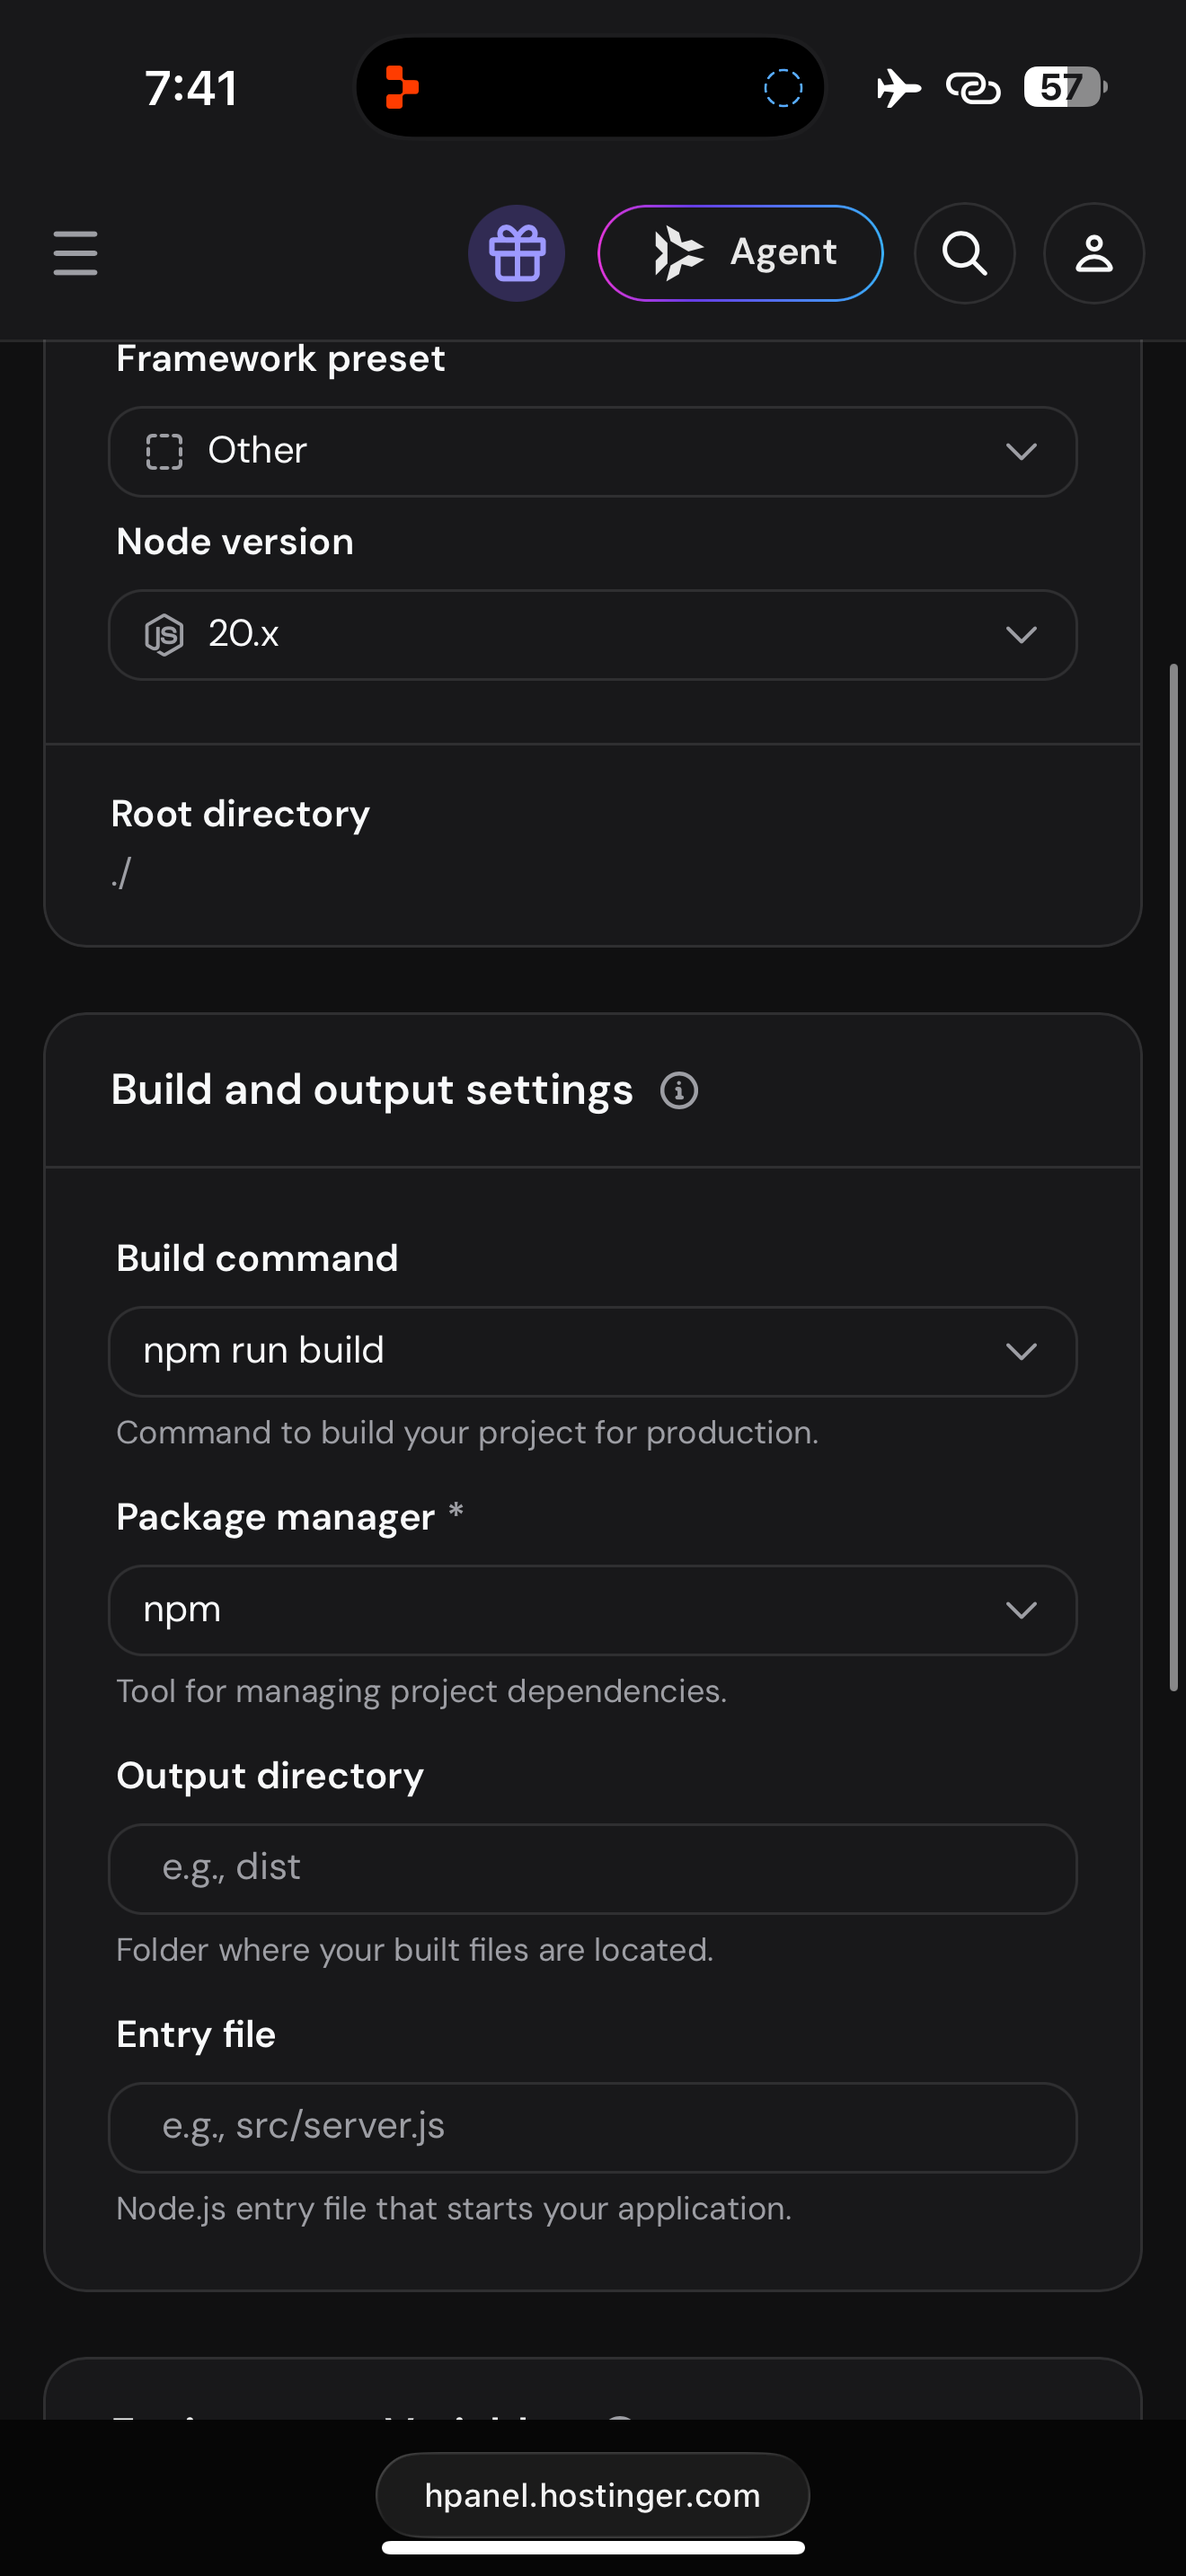 7:41
57
Agent
Framework preset
Other
Node version
JS
20.x
Root directory
./
Build and output settings
Build command
npm run build
Command to build your project for production.
Package manager *
npm
Tool for managing project dependencies.
Output directory
e.g., dist
Folder where your built files are located.
Entry file
e.g., src/server.js
Node.js entry file that starts your application.
hpanel.hostinger.com